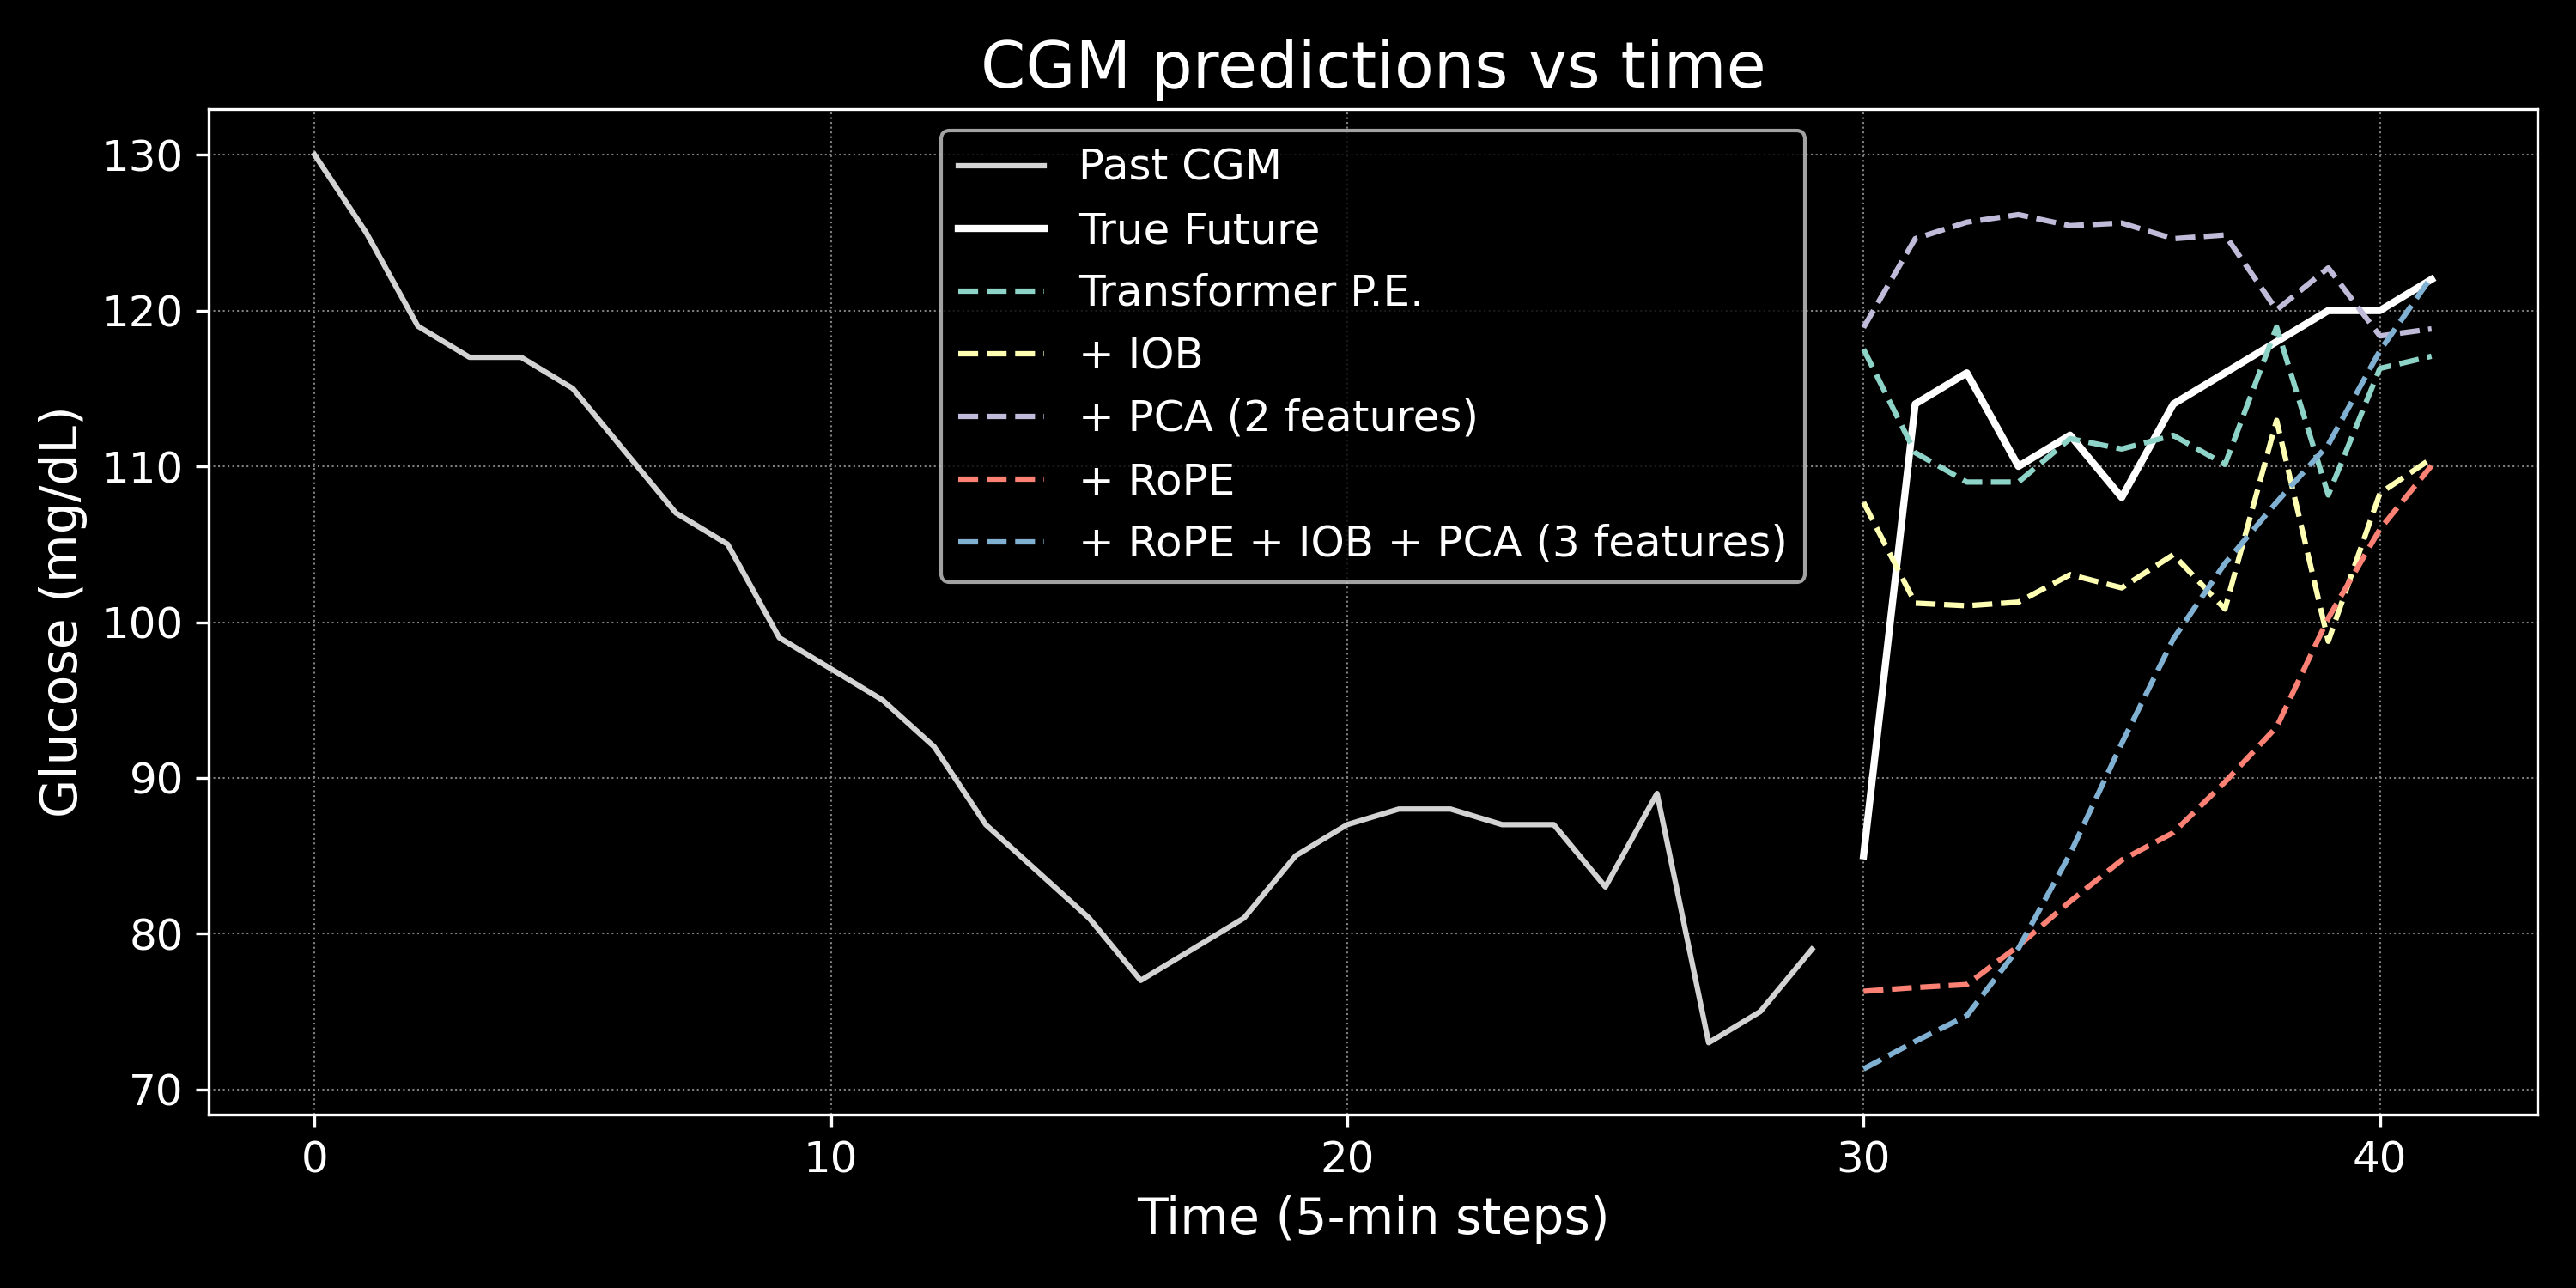 CGM predictions vs time
Glucose (mg/dL)
130
120
110
100
90
80
70
Past CGM
True Future
Transformer P.E.
+ IOB
+ PCA (2 features)
+ RoPE
+ RoPE + IOB + PCA (3 features)
0
10
20
30
40
Time (5-min steps)